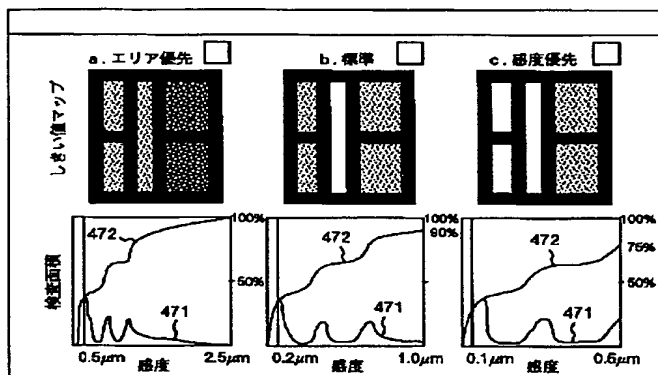 a. エリア優先
b. 標準
c. 感度優先
しきい値マップ
検査面積
472
471
100%
50%
0.5μm
2.5μm
感度
472
471
100%
90%
50%
0.2μm
1.0μm
感度
472
471
100%
75%
50%
0.1μm
0.6μm
感度